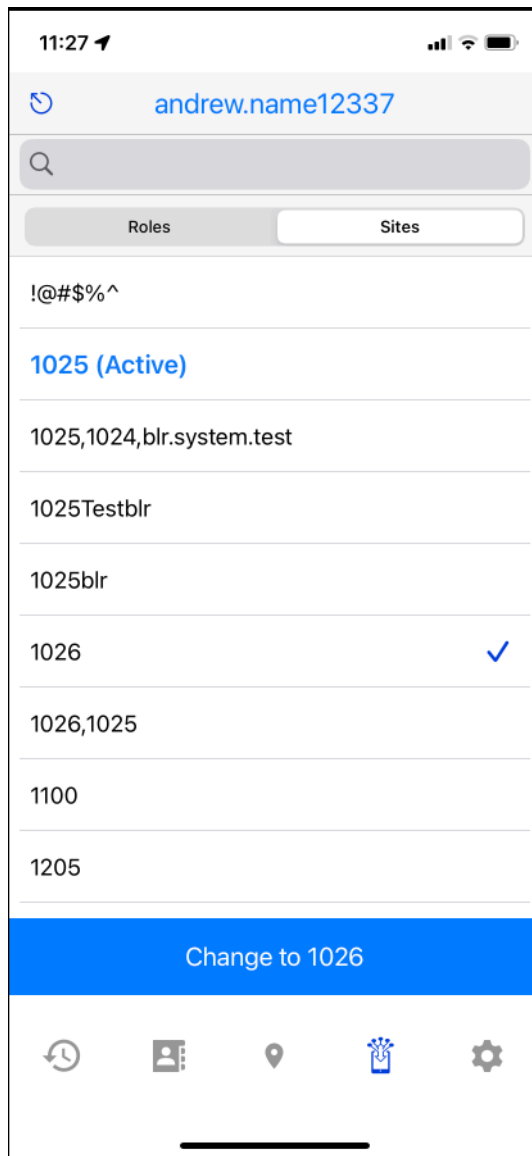 11:27
andrew.name12337
Roles Sites
!@#$%^
1025 (Active)
1025,1024,blr.system.test
1025Testblr
1025blr
1026
1026,1025
1100
1205
Change to 1026